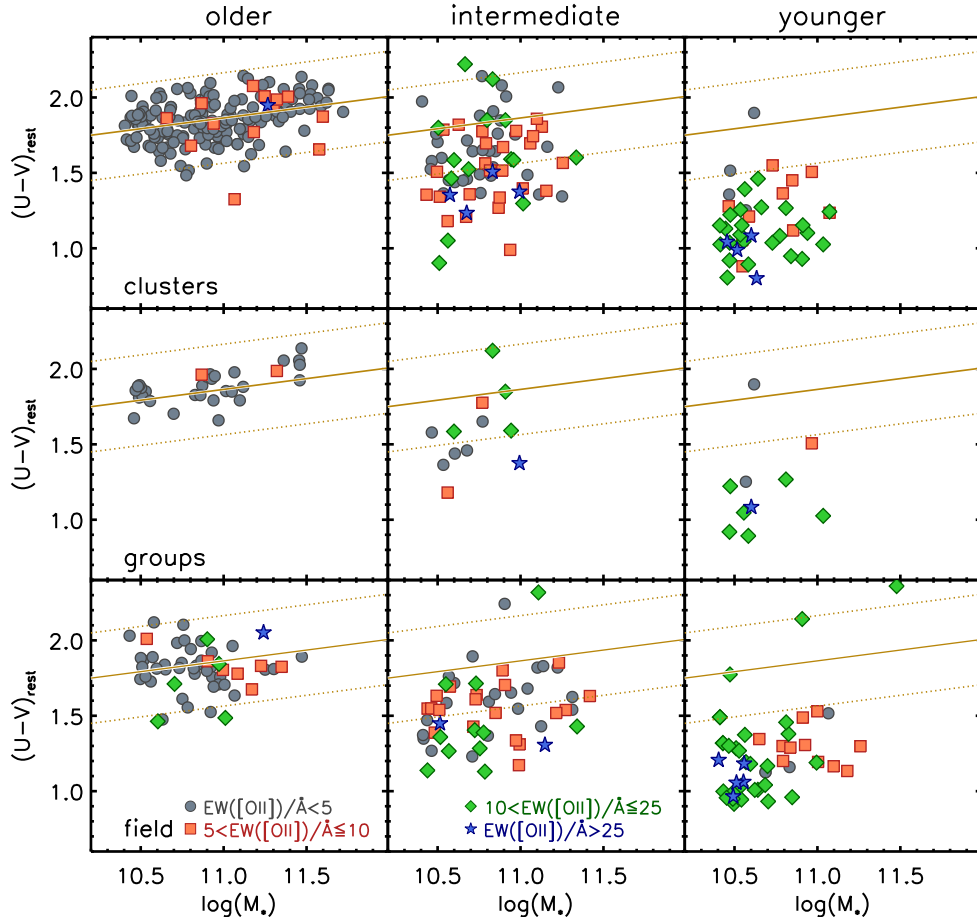 older intermediate younger
2.0
1.5
1.0
(U−V)rest
clusters
2.0
1.5
1.0
(U−V)rest
groups
2.0
1.5
1.0
(U−V)rest
field
EW([OII])/Å<5
5<EW([OII])/Å≦10
10<EW([OII])/Å≦25
EW([OII])/Å>25
10.5 11.0 11.5 10.5 11.0 11.5 10.5 11.0 11.5
log(M*) log(M*) log(M*)